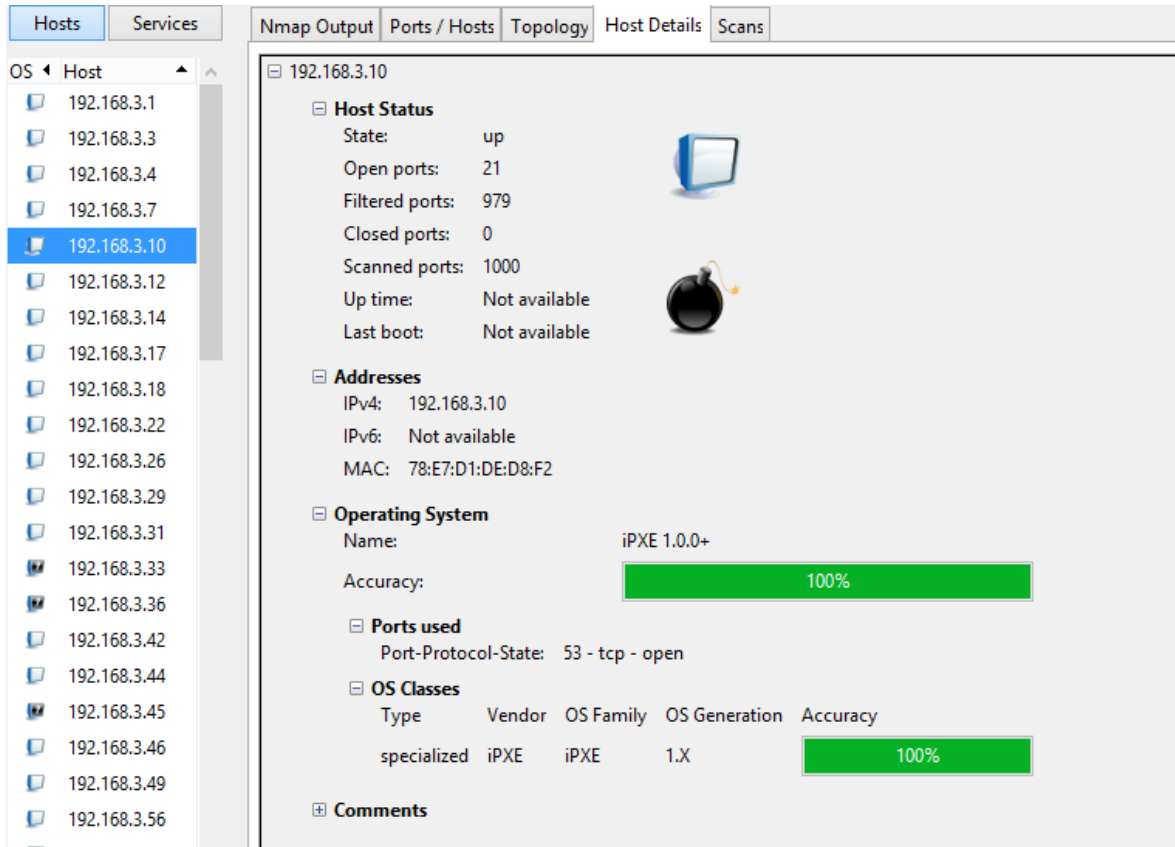 Hosts Services
Nmap Output Ports / Hosts Topology Host Details Scans
OS Host
192.168.3.1
192.168.3.3
192.168.3.4
192.168.3.7
192.168.3.10
192.168.3.12
192.168.3.14
192.168.3.17
192.168.3.18
192.168.3.22
192.168.3.26
192.168.3.29
192.168.3.31
192.168.3.33
192.168.3.36
192.168.3.42
192.168.3.44
192.168.3.45
192.168.3.46
192.168.3.49
192.168.3.56
192.168.3.10
Host Status
State: up
Open ports: 21
Filtered ports: 979
Closed ports: 0
Scanned ports: 1000
Up time: Not available
Last boot: Not available
Addresses
IPv4: 192.168.3.10
IPv6: Not available
MAC: 78:E7:D1:DE:D8:F2
Operating System
Name: iPXE 1.0.0+
Accuracy: 100%
Ports used
Port-Protocol-State: 53 - tcp - open
OS Classes
Type Vendor OS Family OS Generation Accuracy
specialized iPXE iPXE 1.X 100%
Comments